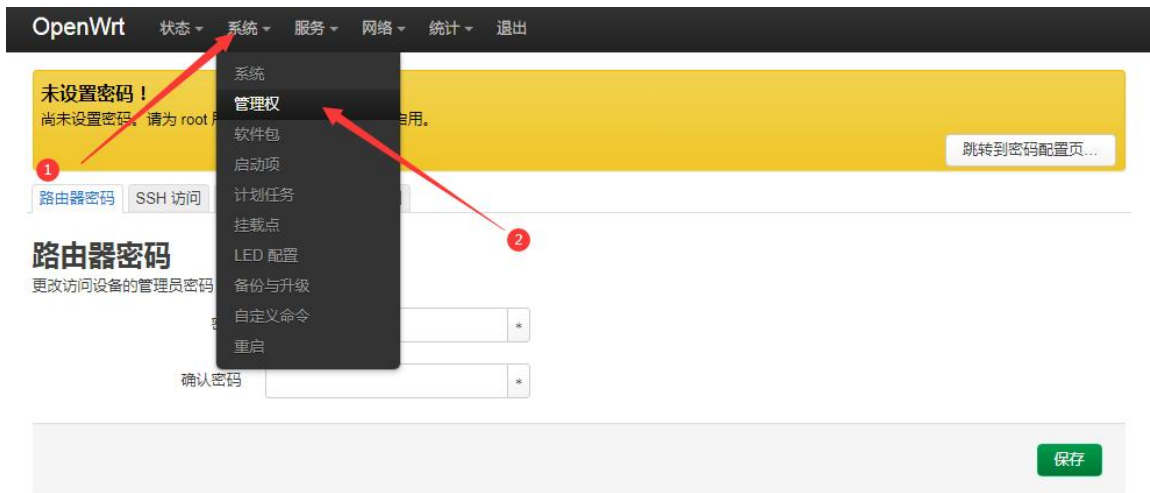 OpenWrt 状态 系统 服务 网络 统计 退出
系统
管理权
软件包
启动项
计划任务
挂载点
LED 配置
备份与升级
自定义命令
重启
未设置密码！
尚未设置密码。请为 root
用。
跳转到密码配置页...
1
2
路由器密码 SSH 访问
路由器密码
更改访问设备的管理员密码
*
确认密码 *
保存